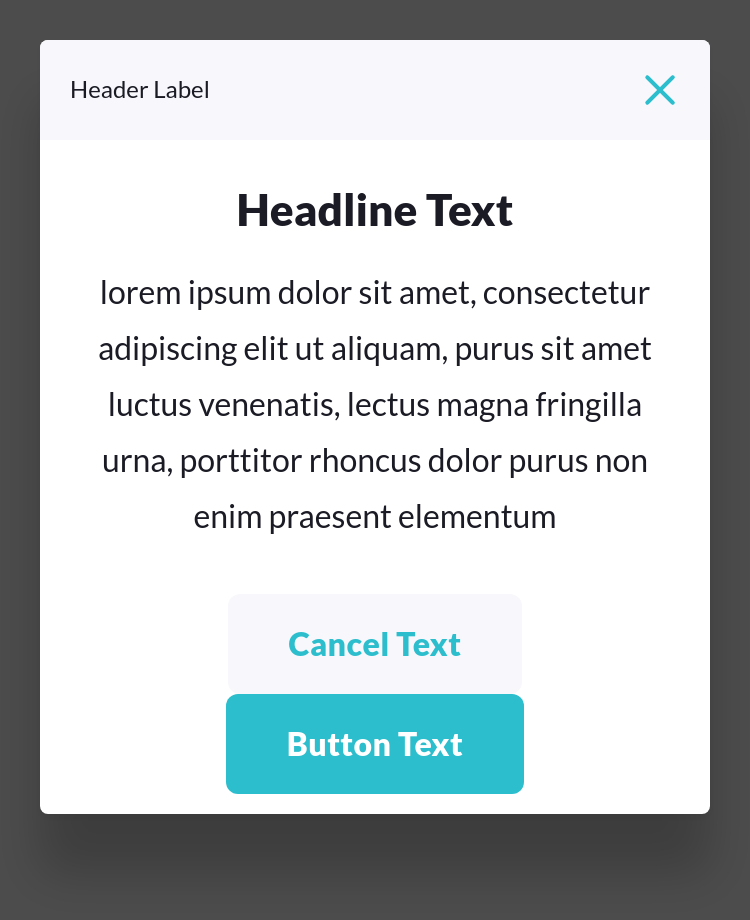 Header Label
Headline Text
lorem ipsum dolor sit amet, consectetur
adipiscing elit ut aliquam, purus sit amet
luctus venenatis, lectus magna fringilla
urna, porttitor rhoncus dolor purus non
enim praesent elementum
Cancel Text
Button Text